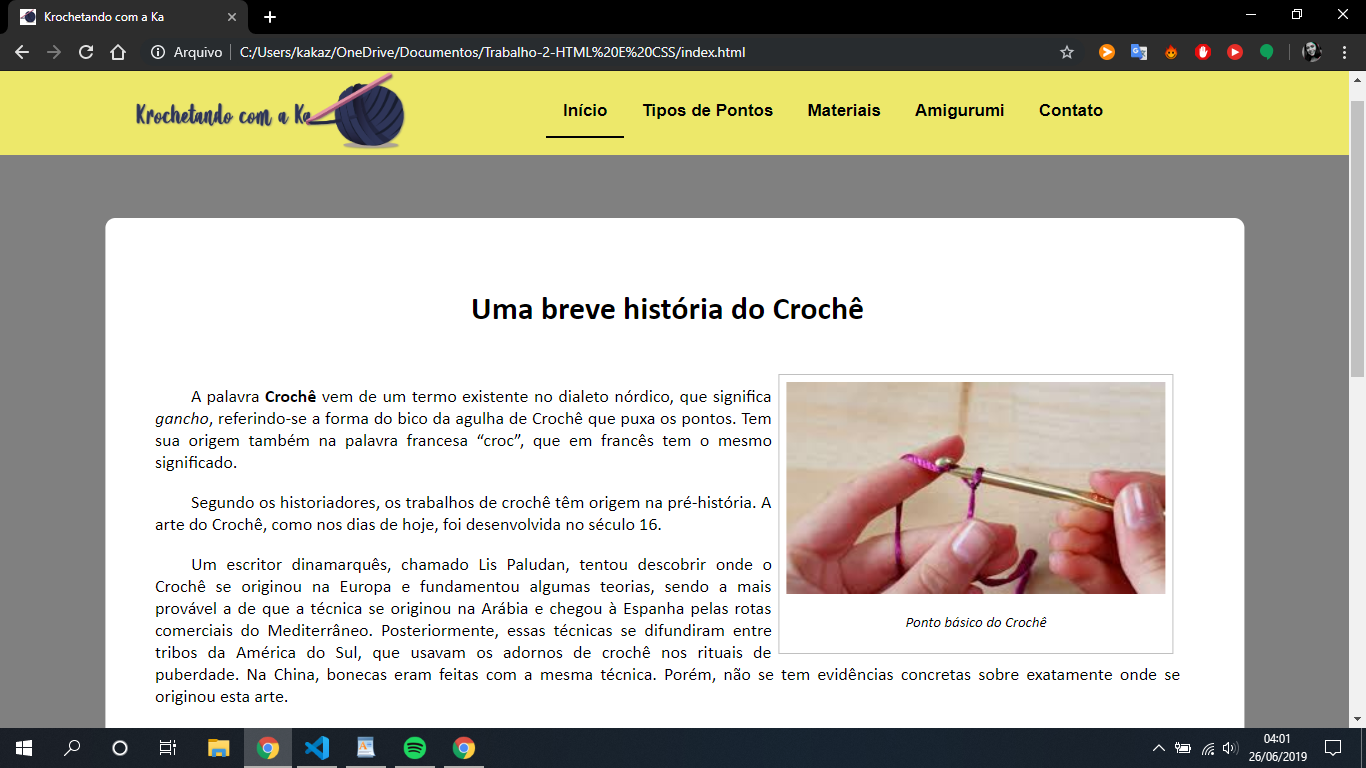 Krochetando com a Ka
Arquivo
C:/Users/kakaz/OneDrive/Documentos/Trabalho-2-HTML%20E%20CSS/index.html
Krochetando com a Ka
Início Tipos de Pontos Materiais Amigurumi Contato
Uma breve história do Crochê
A palavra Crochê vem de um termo existente no dialeto nórdico, que significa
gancho, referindo-se a forma do bico da agulha de Crochê que puxa os pontos. Tem
sua origem também na palavra francesa “croc”, que em francês tem o mesmo
significado.
Segundo os historiadores, os trabalhos de crochê têm origem na pré-história. A
arte do Crochê, como nos dias de hoje, foi desenvolvida no século 16.
Um escritor dinamarquês, chamado Lis Paludan, tentou descobrir onde o
Crochê se originou na Europa e fundamentou algumas teorias, sendo a mais
provável a de que a técnica se originou na Arábia e chegou à Espanha pelas rotas
comerciais do Mediterrâneo. Posteriormente, essas técnicas se difundiram entre
tribos da América do Sul, que usavam os adornos de crochê nos rituais de
puberdade. Na China, bonecas eram feitas com a mesma técnica. Porém, não se tem evidências concretas sobre exatamente onde se
originou esta arte.
Ponto básico do Crochê
04:01
26/06/2019